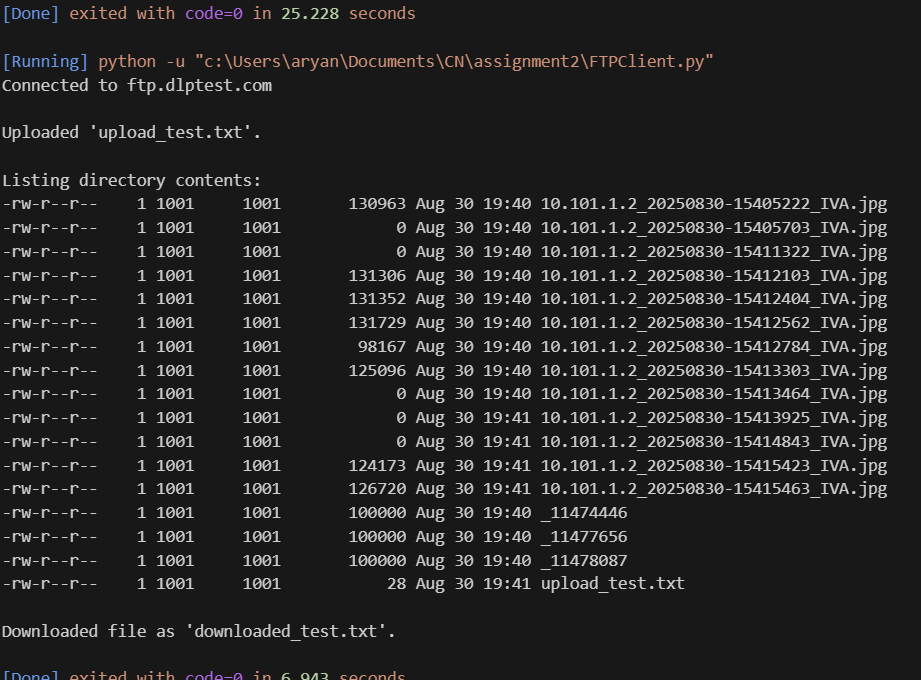 [Done] exited with code=0 in 25.228 seconds
[Running] python -u "c:\Users\aryan\Documents\CN\assignment2\FTPClient.py"
Connected to ftp.dlptest.com
Uploaded 'upload_test.txt'.
Listing directory contents:
-rw-r--r--    1 1001     1001       130963 Aug 30 19:40 10.101.1.2_20250830-15405222_IVA.jpg
-rw-r--r--    1 1001     1001            0 Aug 30 19:40 10.101.1.2_20250830-15405703_IVA.jpg
-rw-r--r--    1 1001     1001            0 Aug 30 19:40 10.101.1.2_20250830-15411322_IVA.jpg
-rw-r--r--    1 1001     1001       131306 Aug 30 19:40 10.101.1.2_20250830-15412103_IVA.jpg
-rw-r--r--    1 1001     1001       131352 Aug 30 19:40 10.101.1.2_20250830-15412404_IVA.jpg
-rw-r--r--    1 1001     1001       131729 Aug 30 19:40 10.101.1.2_20250830-15412562_IVA.jpg
-rw-r--r--    1 1001     1001        98167 Aug 30 19:40 10.101.1.2_20250830-15412784_IVA.jpg
-rw-r--r--    1 1001     1001       125096 Aug 30 19:40 10.101.1.2_20250830-15413303_IVA.jpg
-rw-r--r--    1 1001     1001            0 Aug 30 19:40 10.101.1.2_20250830-15413464_IVA.jpg
-rw-r--r--    1 1001     1001            0 Aug 30 19:41 10.101.1.2_20250830-15413925_IVA.jpg
-rw-r--r--    1 1001     1001            0 Aug 30 19:41 10.101.1.2_20250830-15414843_IVA.jpg
-rw-r--r--    1 1001     1001       124173 Aug 30 19:41 10.101.1.2_20250830-15415423_IVA.jpg
-rw-r--r--    1 1001     1001       126720 Aug 30 19:41 10.101.1.2_20250830-15415463_IVA.jpg
-rw-r--r--    1 1001     1001       100000 Aug 30 19:40 _11474446
-rw-r--r--    1 1001     1001       100000 Aug 30 19:40 _11477656
-rw-r--r--    1 1001     1001       100000 Aug 30 19:40 _11478087
-rw-r--r--    1 1001     1001           28 Aug 30 19:41 upload_test.txt
Downloaded file as 'downloaded_test.txt'.
[Done] exited with code=0 in 6.943 seconds